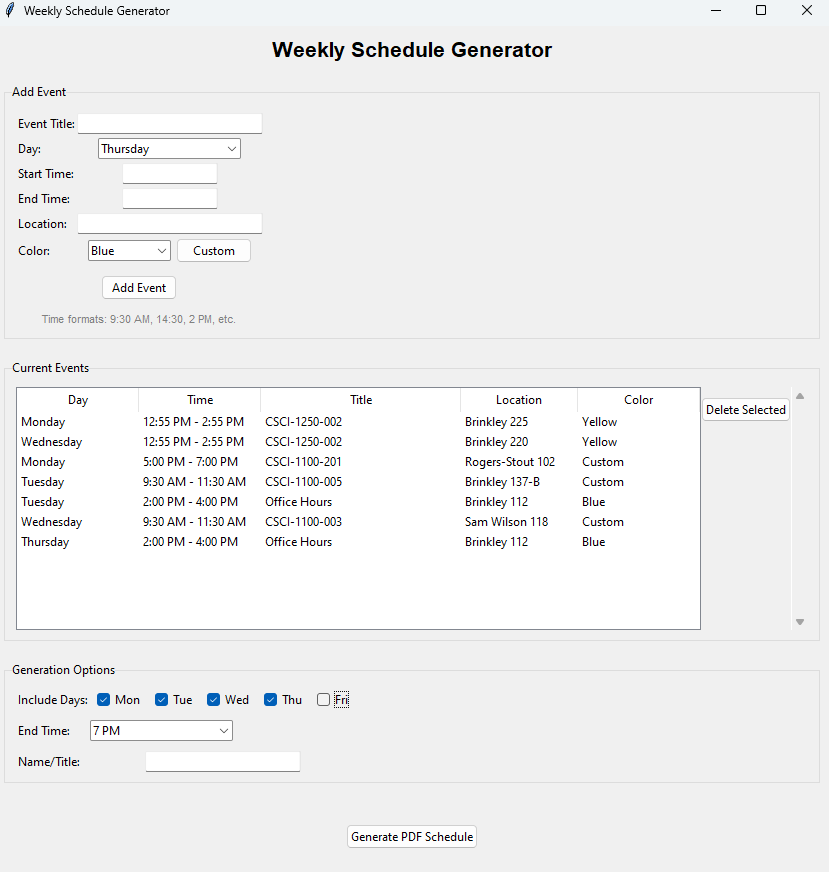 Weekly Schedule Generator
Weekly Schedule Generator
Add Event
Event Title:
Day: Thursday
Start Time:
End Time:
Location:
Color: Blue Custom
Add Event
Time formats: 9:30 AM, 14:30, 2 PM, etc.
Current Events
Day Time Title Location Color
Delete Selected
Monday 12:55 PM - 2:55 PM CSCI-1250-002 Brinkley 225 Yellow
Wednesday 12:55 PM - 2:55 PM CSCI-1250-002 Brinkley 220 Yellow
Monday 5:00 PM - 7:00 PM CSCI-1100-201 Rogers-Stout 102 Custom
Tuesday 9:30 AM - 11:30 AM CSCI-1100-005 Brinkley 137-B Custom
Tuesday 2:00 PM - 4:00 PM Office Hours Brinkley 112 Blue
Wednesday 9:30 AM - 11:30 AM CSCI-1100-003 Sam Wilson 118 Custom
Thursday 2:00 PM - 4:00 PM Office Hours Brinkley 112 Blue
Generation Options
Include Days: Mon Tue Wed Thu Fri
End Time: 7 PM
Name/Title:
Generate PDF Schedule